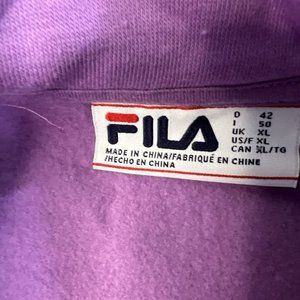 FILA
D 42
I 50
UK XL
US/F XL
CAN XL/TG
MADE IN CHINA/FABRIQUÉ EN CHINE
/HECHO EN CHINA